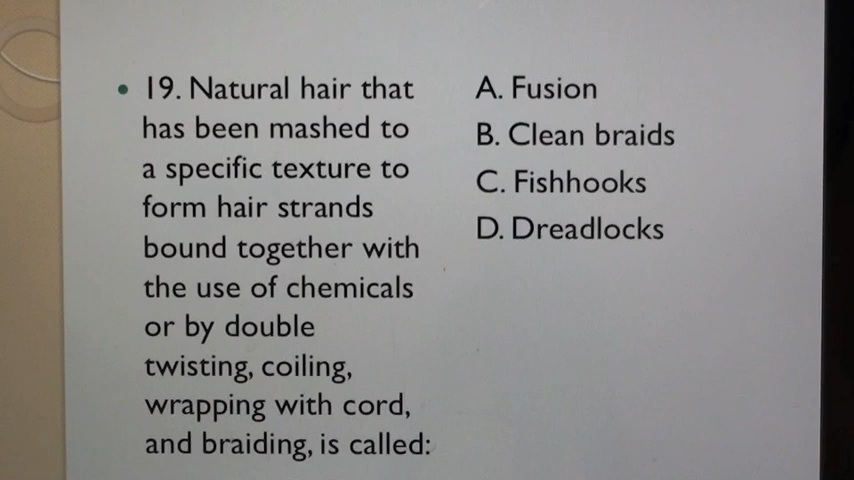 19. Natural hair that
has been mashed to
a specific texture to
form hair strands
bound together with
the use of chemicals
or by double
twisting, coiling,
wrapping with cord,
and braiding, is called:
A. Fusion
B. Clean braids
C. Fishhooks
D. Dreadlocks